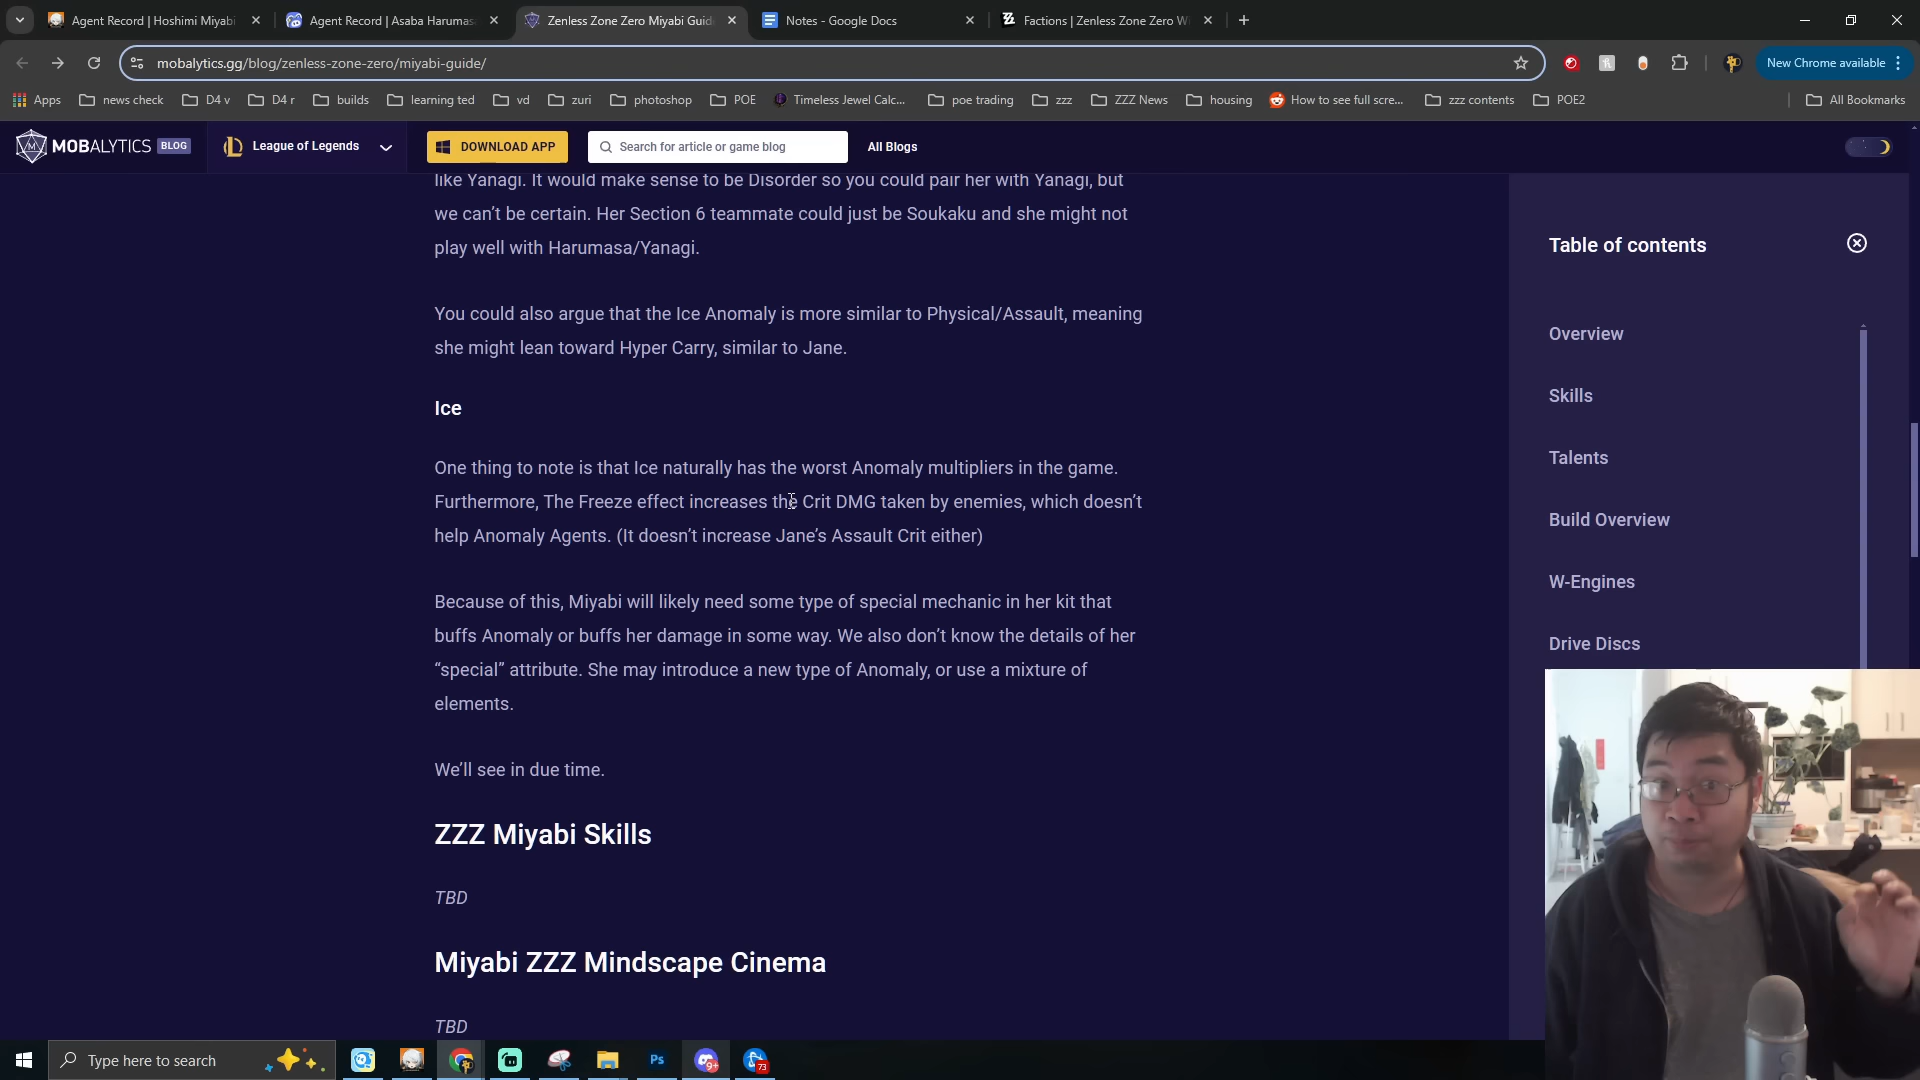 Agent Record | Hoshimi Miyabi
Agent Record | Asaba Harumas
Zenless Zone Zero Miyabi Guid
Notes - Google Docs
Factions | Zenless Zone Zero W
mobalytics.gg/blog/zenless-zone-zero/miyabi-guide/
New Chrome available
Apps
news check
D4 v
D4 r
builds
learning ted
vd
zuri
photoshop
POE
Timeless Jewel Calc...
poe trading
zzz
ZZZ News
housing
How to see full scre...
zzz contents
POE2
All Bookmarks
MOBALYTICS BLOG
League of Legends
DOWNLOAD APP
Search for article or game blog
All Blogs
like Yanagi. It would make sense to be Disorder so you could pair her with Yanagi, but
we can’t be certain. Her Section 6 teammate could just be Soukaku and she might not
play well with Harumasa/Yanagi.
You could also argue that the Ice Anomaly is more similar to Physical/Assault, meaning
she might lean toward Hyper Carry, similar to Jane.
Ice
One thing to note is that Ice naturally has the worst Anomaly multipliers in the game.
Furthermore, The Freeze effect increases the Crit DMG taken by enemies, which doesn’t
help Anomaly Agents. (It doesn’t increase Jane’s Assault Crit either)
Because of this, Miyabi will likely need some type of special mechanic in her kit that
buffs Anomaly or buffs her damage in some way. We also don’t know the details of her
“special” attribute. She may introduce a new type of Anomaly, or use a mixture of
elements.
We’ll see in due time.
ZZZ Miyabi Skills
TBD
Miyabi ZZZ Mindscape Cinema
TBD
Table of contents
Overview
Skills
Talents
Build Overview
W-Engines
Drive Discs
Type here to search
Ps
9+
73